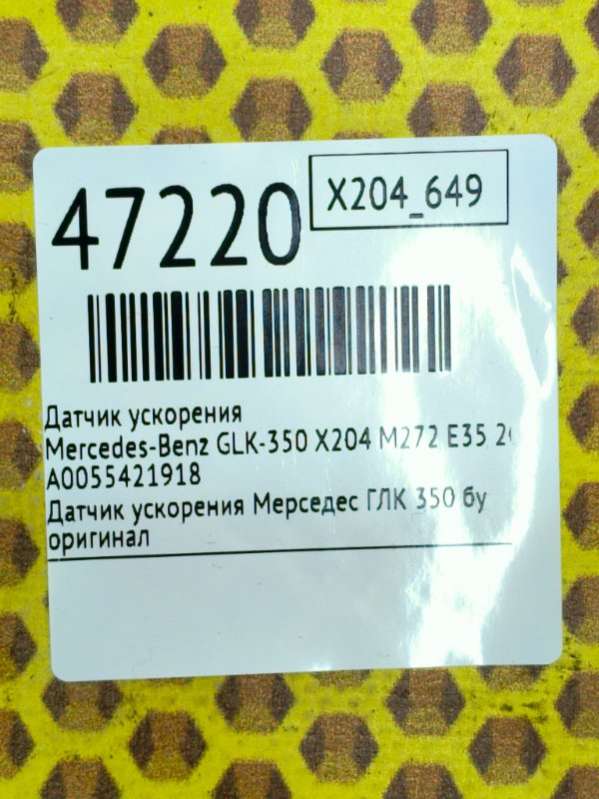 47220
X204_649
Датчик ускорения
Mercedes-Benz GLK-350 X204 M272 E35
A0055421918
Датчик ускорения Мерседес ГЛК 350 бу
оригинал